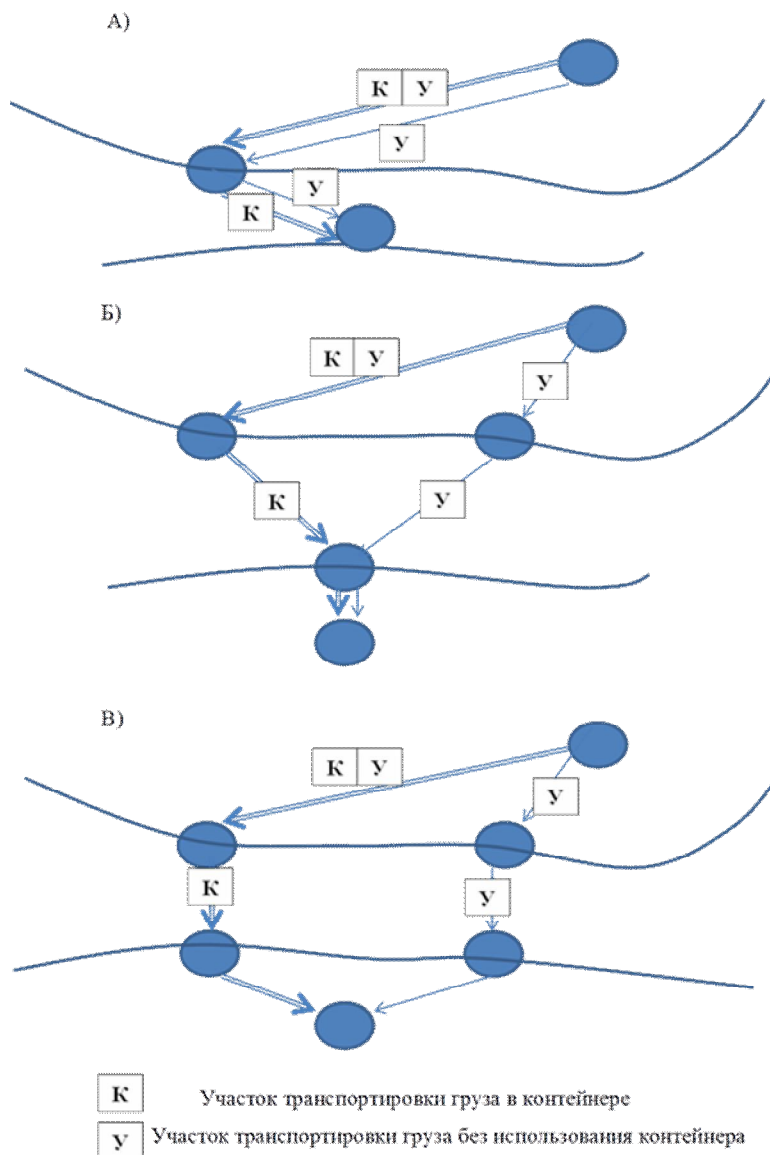 А)
К У
У
У
К
Б)
К У
У
К
У
В)
К У
У
К
У
К Участок транспортировки груза в контейнере
У Участок транспортировки груза без использования контейнера